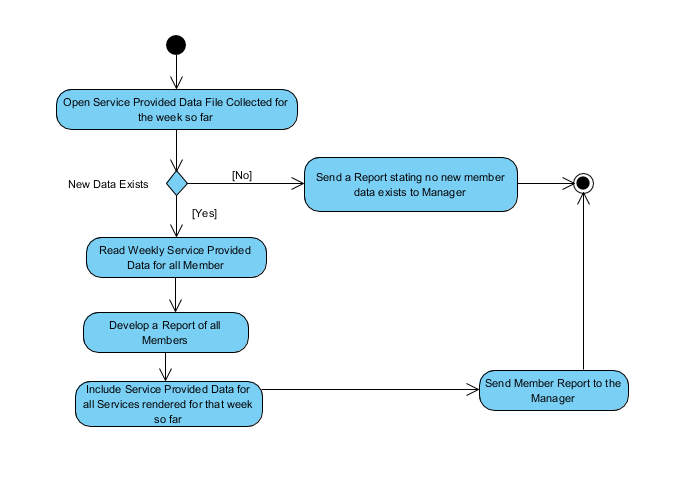 Open Service Provided Data File Collected for
the week so far
New Data Exists
[No]
Send a Report stating no new member
data exists to Manager
[Yes]
Read Weekly Service Provided
Data for all Member
Develop a Report of all
Members
Include Service Provided Data for
all Services rendered for that week
so far
Send Member Report to the
Manager